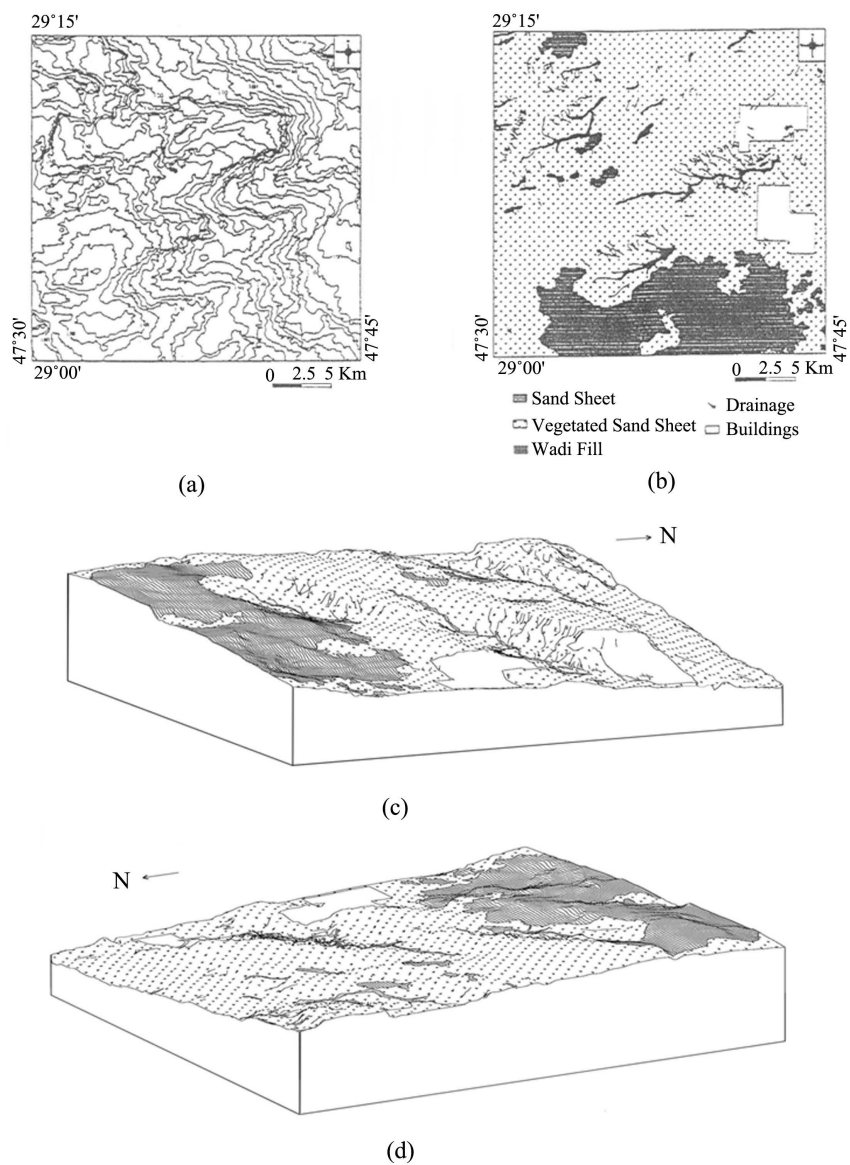 29°15'
47°30'
47°45'
29°00'
0 2.5 5 Km
(a)
29°15'
47°30'
47°45'
29°00'
0 2.5 5 Km
Sand Sheet
Vegetated Sand Sheet
Wadi Fill
Drainage
Buildings
(b)
N
(c)
N
(d)